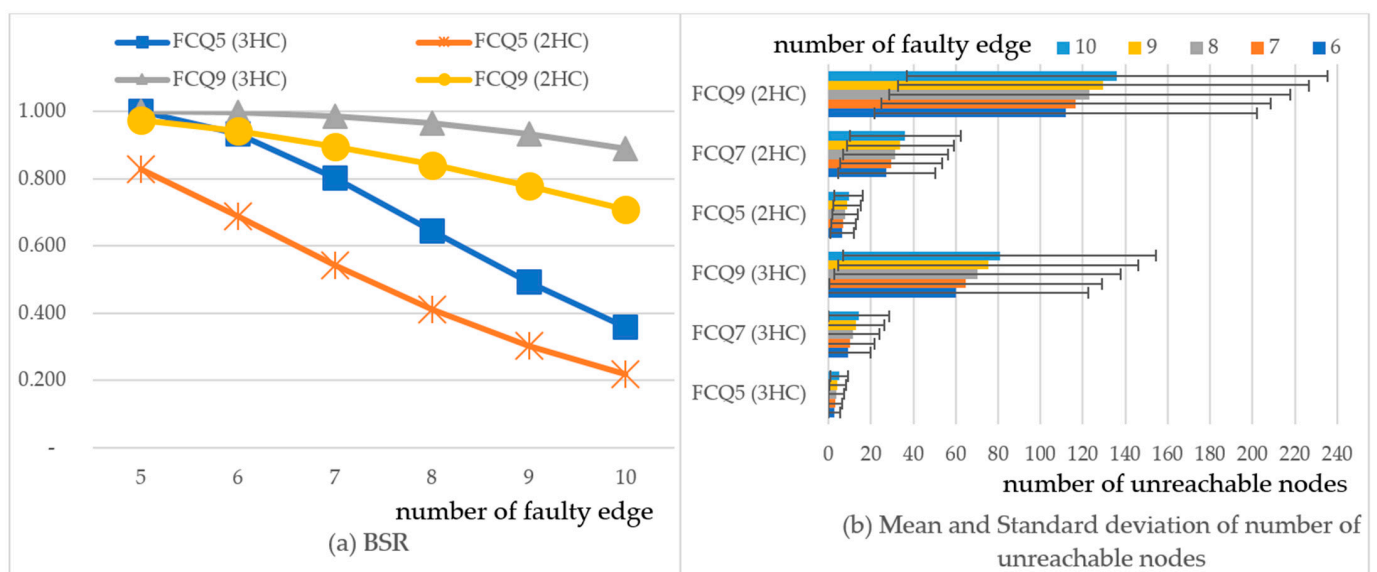 FCQ5 (3HC) FCQ5 (2HC)
FCQ9 (3HC) FCQ9 (2HC)
1.000
0.800
0.600
0.400
0.200
-
5 6 7 8 9 10
number of faulty edge
(a) BSR
number of faulty edge 10 9 8 7 6
FCQ9 (2HC)
FCQ7 (2HC)
FCQ5 (2HC)
FCQ9 (3HC)
FCQ7 (3HC)
FCQ5 (3HC)
0 20 40 60 80 100 120 140 160 180 200 220 240
number of unreachable nodes
(b) Mean and Standard deviation of number of
unreachable nodes